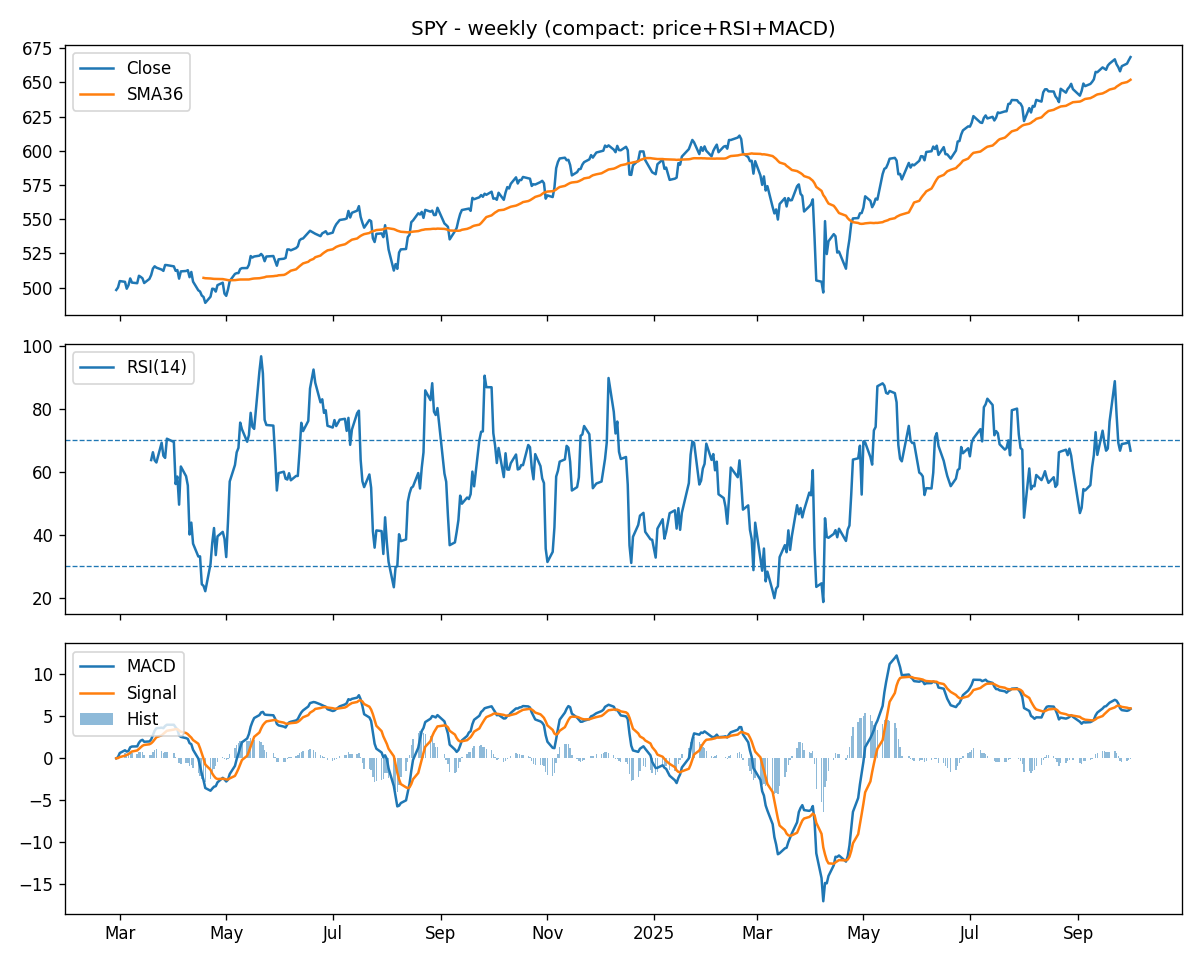 SPY - weekly (compact: price+RSI+MACD)
675
650
625
600
575
550
525
500
Close
SMA36
100
80
60
40
20
RSI(14)
10
5
0
−5
−10
−15
MACD
Signal
Hist
Mar May Jul Sep Nov 2025 Mar May Jul Sep